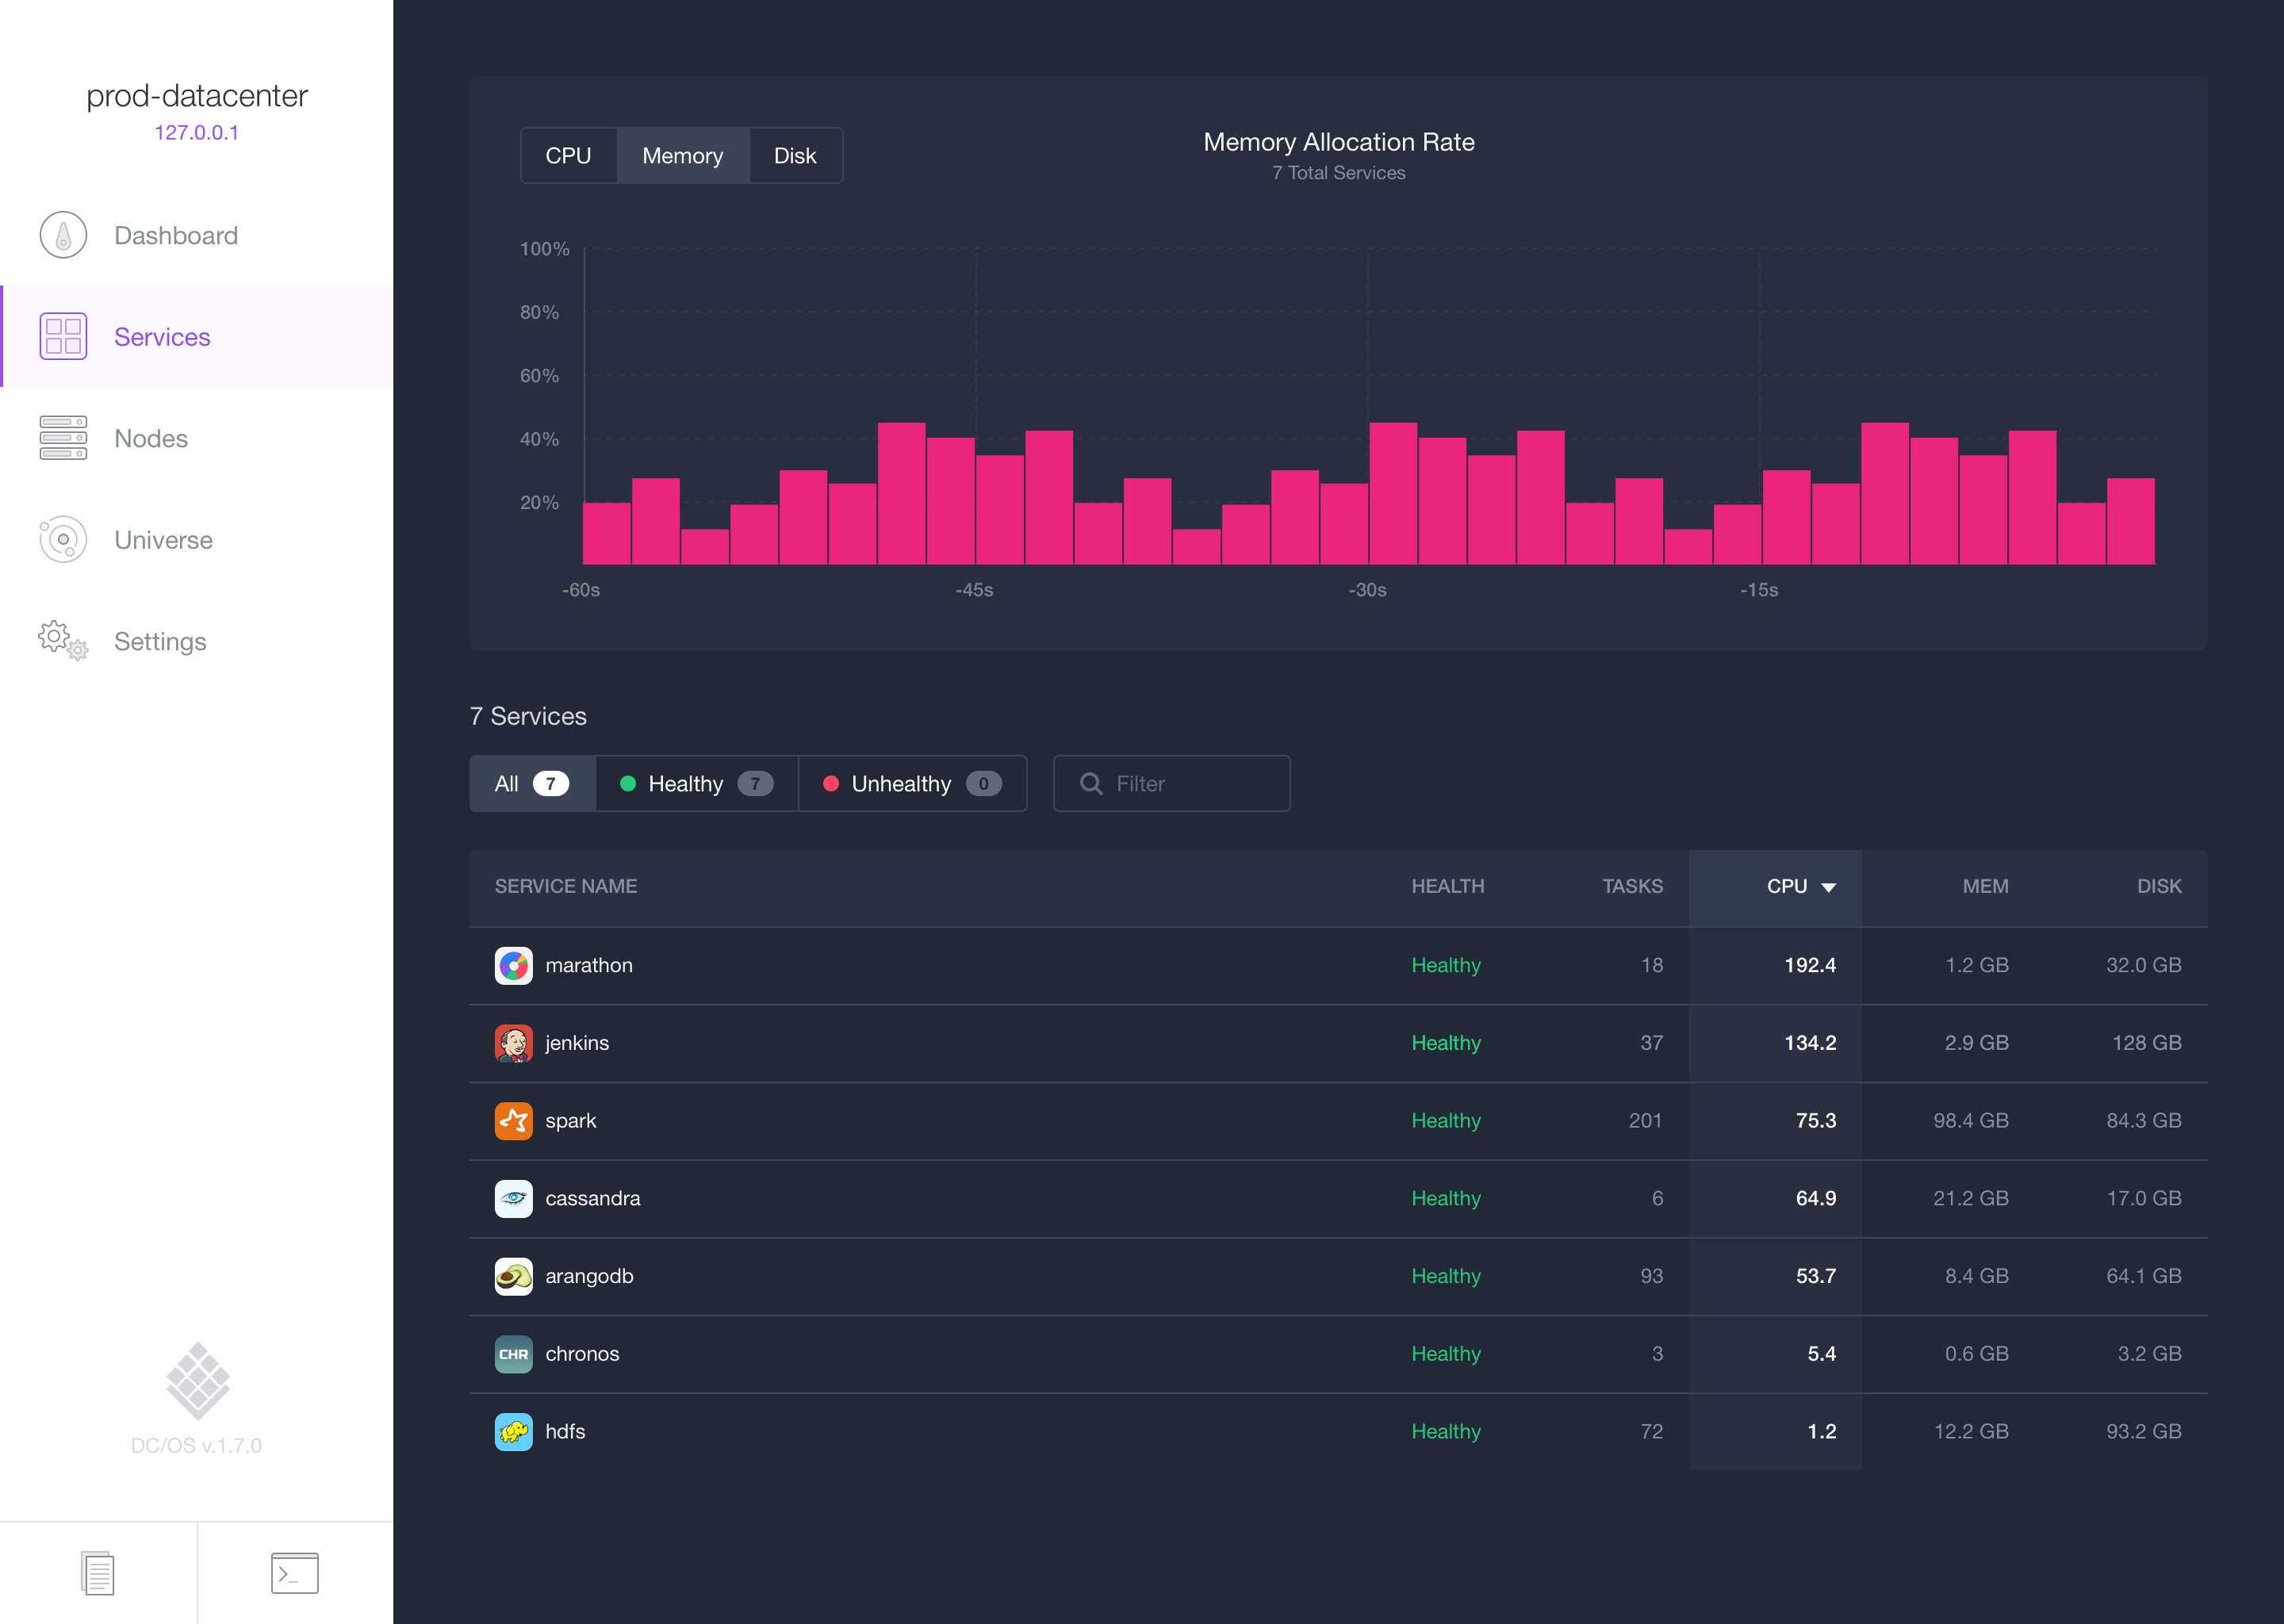 prod-datacenter
127.0.0.1
Dashboard
Services
Nodes
Universe
Settings
DC/OS v.1.7.0
>_
CPU Memory Disk
Memory Allocation Rate
7 Total Services
100%
80%
60%
40%
20%
-60s -45s -30s -15s
7 Services
All 7 Healthy 7 Unhealthy 0 Filter
SERVICE NAME HEALTH TASKS CPU MEM DISK
marathon Healthy 18 192.4 1.2 GB 32.0 GB
jenkins Healthy 37 134.2 2.9 GB 128 GB
spark Healthy 201 75.3 98.4 GB 84.3 GB
cassandra Healthy 6 64.9 21.2 GB 17.0 GB
arangodb Healthy 93 53.7 8.4 GB 64.1 GB
CHR chronos Healthy 3 5.4 0.6 GB 3.2 GB
hdfs Healthy 72 1.2 12.2 GB 93.2 GB